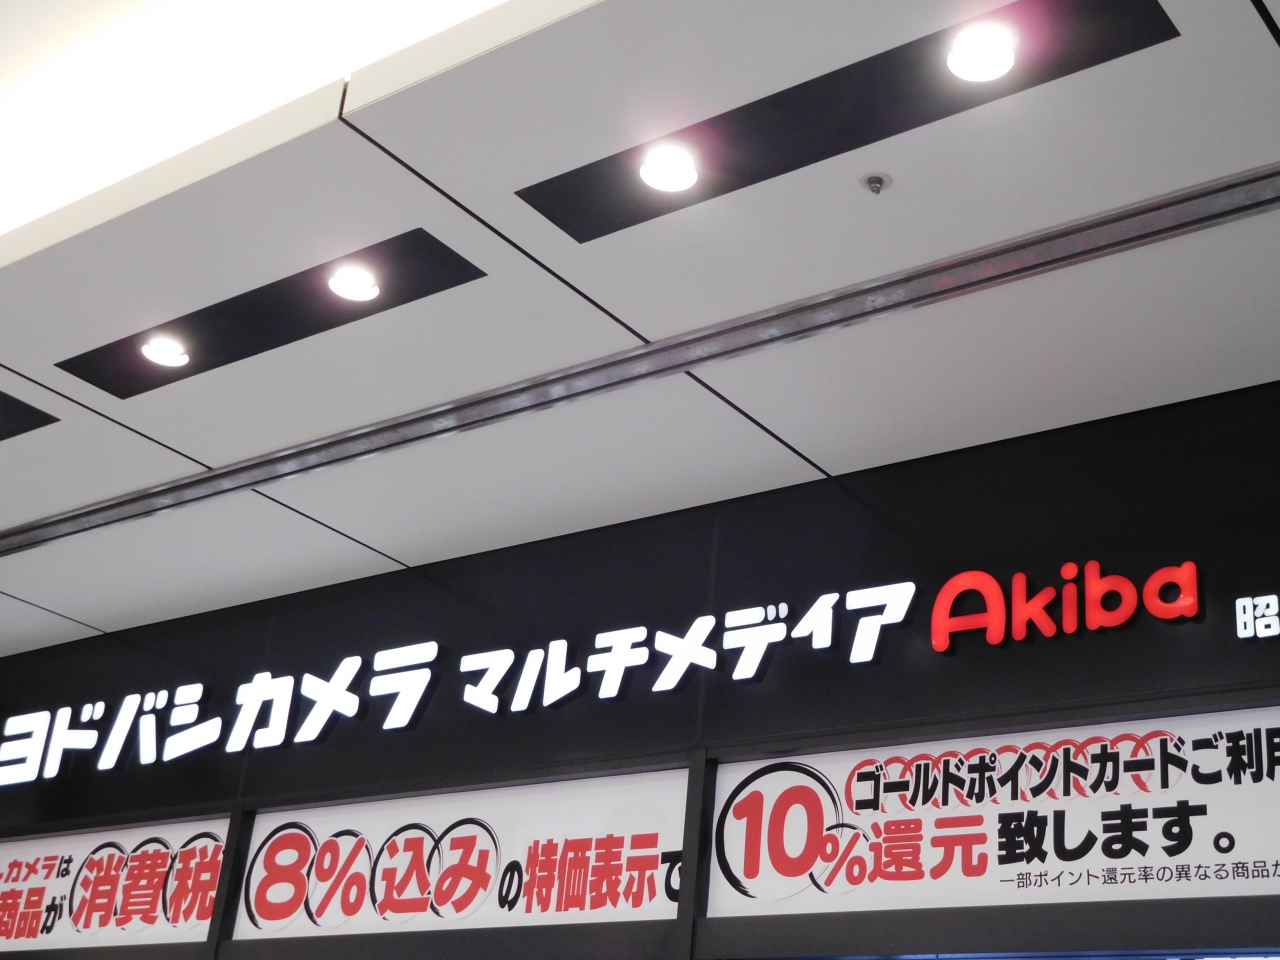 ヨドバシカメラ マルチメディア Akiba 昭
カメラは
商品が 消費税
8%込みの特価表示で
10%還元
ゴールドポイントカードご利用
致します。
一部ポイント還元率の異なる商品が